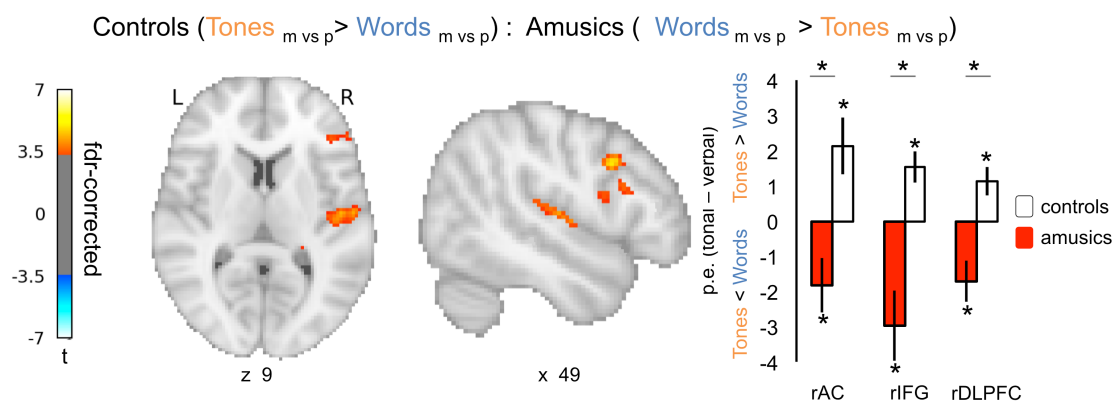 Controls (Tones m vs p > Words m vs p) : Amusics ( Words m vs p > Tones m vs p)
7
3.5
0
-3.5
-7
t
fdr-corrected
L
R
z 9
x 49
p.e. (tonal – verbal)
Tones < Words
Tones > Words
4
3
2
1
0
-1
-2
-3
-4
* * *
* * *
* * *
rAC rIFG rDLPFC
controls
amusics